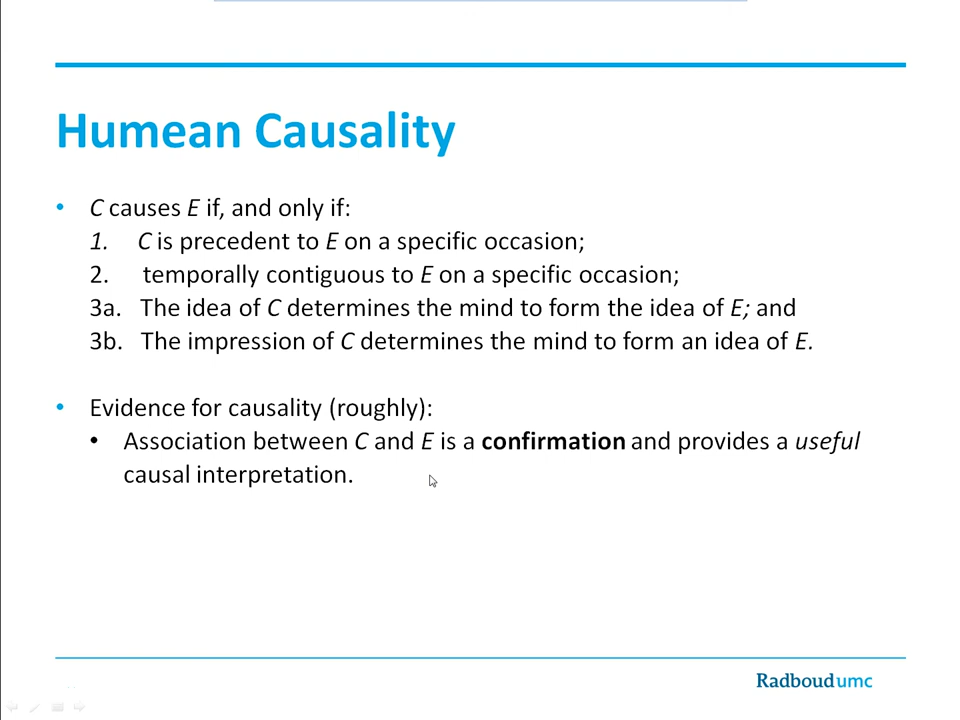 Humean Causality
• C causes E if, and only if:
1. C is precedent to E on a specific occasion;
2. temporally contiguous to E on a specific occasion;
3a. The idea of C determines the mind to form the idea of E; and
3b. The impression of C determines the mind to form an idea of E.
• Evidence for causality (roughly):
• Association between C and E is a confirmation and provides a useful
causal interpretation.
Radboudumc